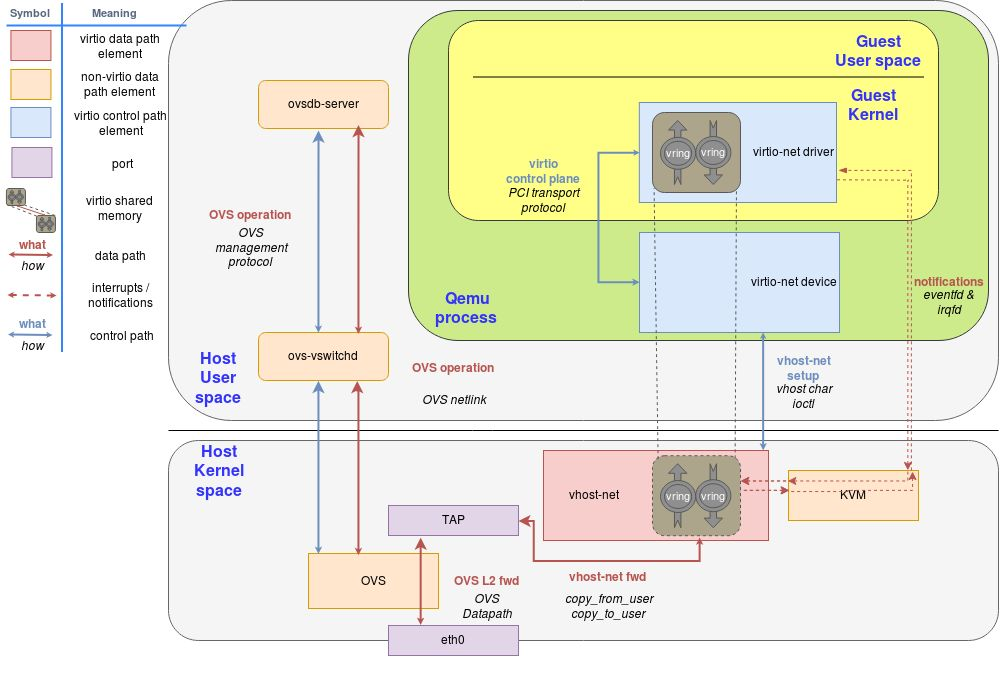 Symbol
Meaning
virtio data path
element
non-virtio data
path element
virtio control path
element
port
virtio shared
memory
what
how
data path
interrupts /
notifications
what
how
control path
Guest
User space
Guest
Kernel
vring
vring
virtio-net driver
virtio
control plane
PCI transport
protocol
virtio-net device
Qemu
process
notifications
eventfd &
irqfd
ovsdb-server
OVS operation
OVS
management
protocol
ovs-vswitchd
Host
User
space
OVS operation
OVS netlink
vhost-net
setup
vhost char
ioctl
Host
Kernel
space
vhost-net
vring
vring
KVM
TAP
OVS
OVS L2 fwd
OVS
Datapath
vhost-net fwd
copy_from_user
copy_to_user
eth0